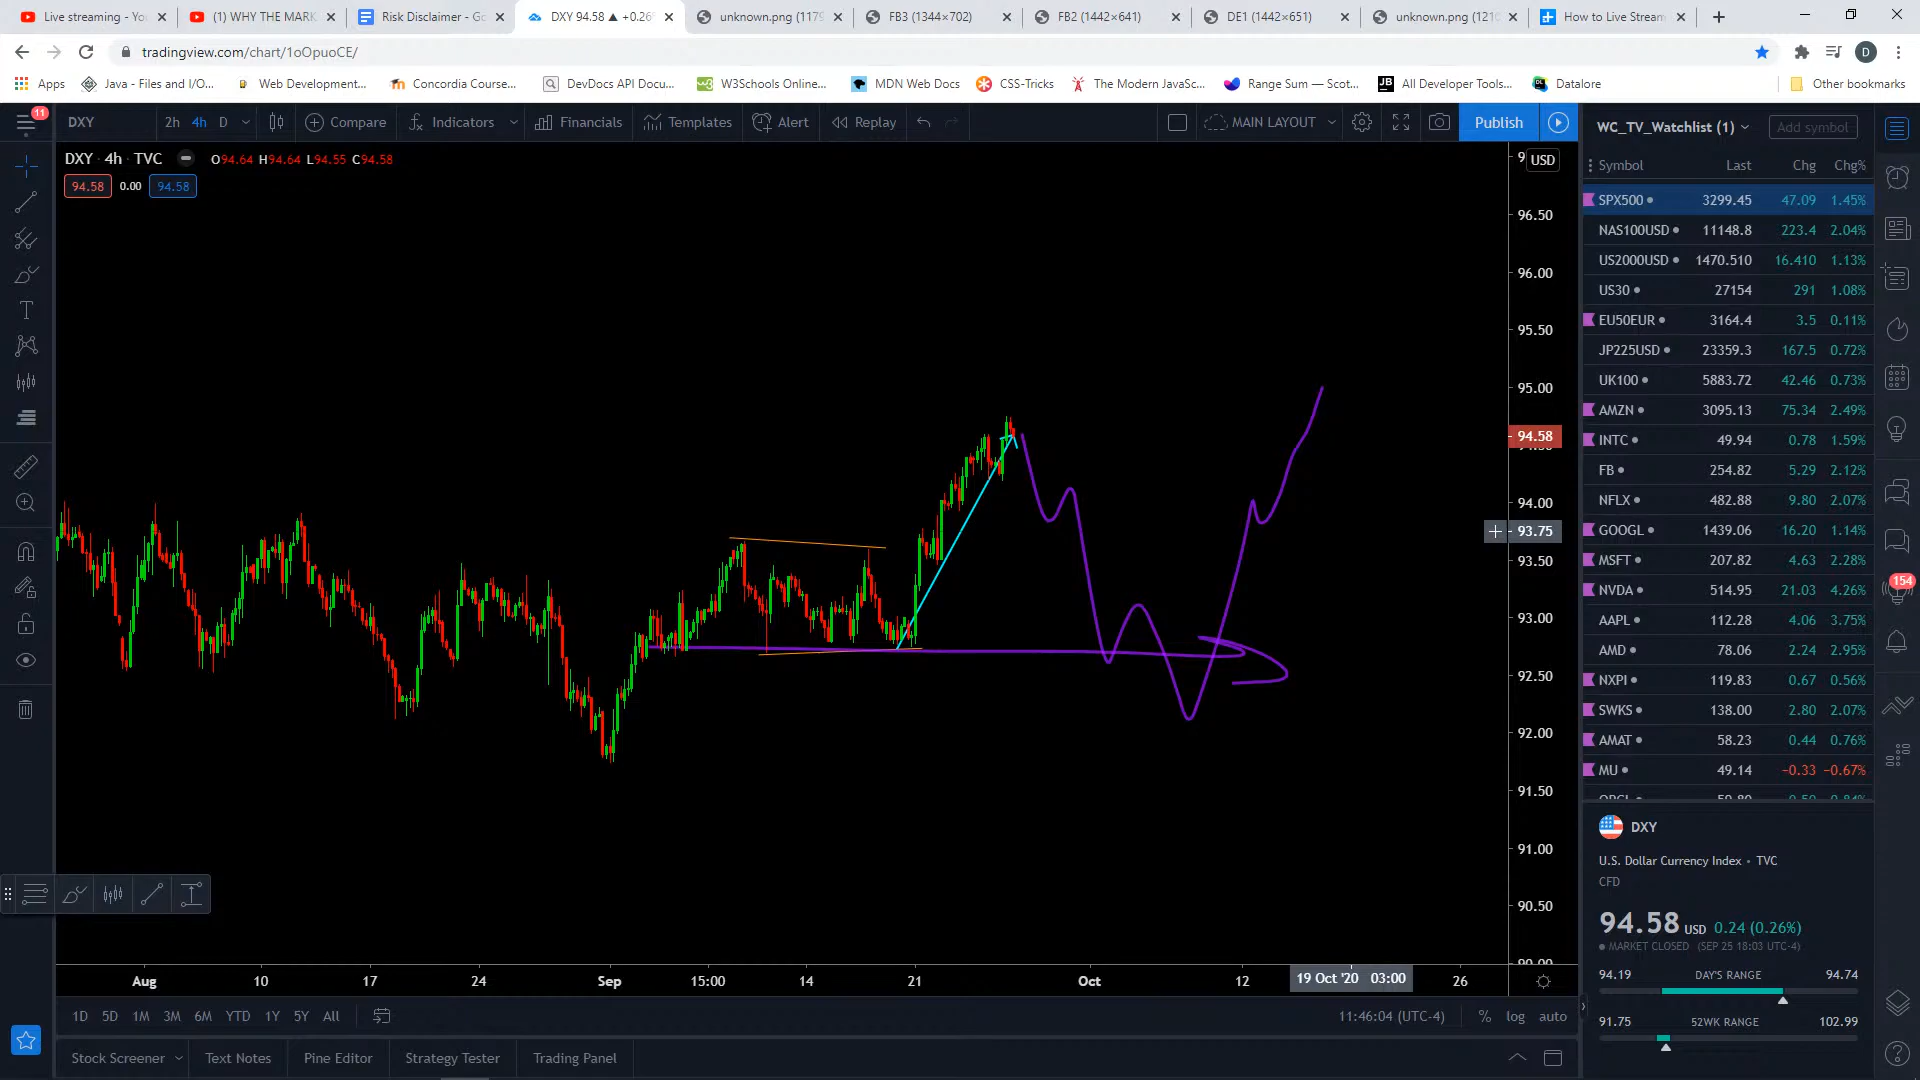 Live streaming - You
(1) WHY THE MARK
Risk Disclaimer - Go
DXY 94.58 ▲ +0.26
unknown.png (1179
FB3 (1344×702)
FB2 (1442×641)
DE1 (1442×651)
unknown.png (1210
How to Live Stream
tradingview.com/chart/1oOpuoCE/
D
Apps
Java - Files and I/O...
Web Development...
Concordia Course...
DevDocs API Docu...
W3Schools Online...
MDN Web Docs
CSS-Tricks
The Modern JavaSc...
Range Sum — Scot...
All Developer Tools...
Datalore
Other bookmarks
11
DXY
2h 4h D
Compare
Indicators
Financials
Templates
Alert
Replay
MAIN LAYOUT
Publish
WC_TV_Watchlist (1)
Add symbol
DXY · 4h · TVC
O94.64 H94.64 L94.55 C94.58
94.58 0.00 94.58
USD
96.50
96.00
95.50
95.00
94.58
94.00
93.75
93.50
93.00
92.50
92.00
91.50
91.00
90.50
Symbol Last Chg Chg%
SPX500 3299.45 47.09 1.45%
NAS100USD 11148.8 223.4 2.04%
US2000USD 1470.510 16.410 1.13%
US30 27154 291 1.08%
EU50EUR 3164.4 3.5 0.11%
JP225USD 23359.3 167.5 0.72%
UK100 5883.72 42.46 0.73%
AMZN 3095.13 75.34 2.49%
INTC 49.94 0.78 1.59%
FB 254.82 5.29 2.12%
NFLX 482.88 9.80 2.07%
GOOGL 1439.06 16.20 1.14%
MSFT 207.82 4.63 2.28%
NVDA 514.95 21.03 4.26%
AAPL 112.28 4.06 3.75%
AMD 78.06 2.24 2.95%
NXPI 119.83 0.67 0.56%
SWKS 138.00 2.80 2.07%
AMAT 58.23 0.44 0.76%
MU 49.14 −0.33 −0.67%
154
DXY
U.S. Dollar Currency Index • TVC
CFD
94.58 USD 0.24 (0.26%)
MARKET CLOSED (SEP 25 18:03 UTC-4)
94.19 DAY'S RANGE 94.74
91.75 52WK RANGE 102.99
Aug 10 17 24 Sep 15:00 14 21 Oct 12 19 Oct '20 03:00 26
1D 5D 1M 3M 6M YTD 1Y 5Y All
11:46:04 (UTC-4) % log auto
Stock Screener
Text Notes
Pine Editor
Strategy Tester
Trading Panel